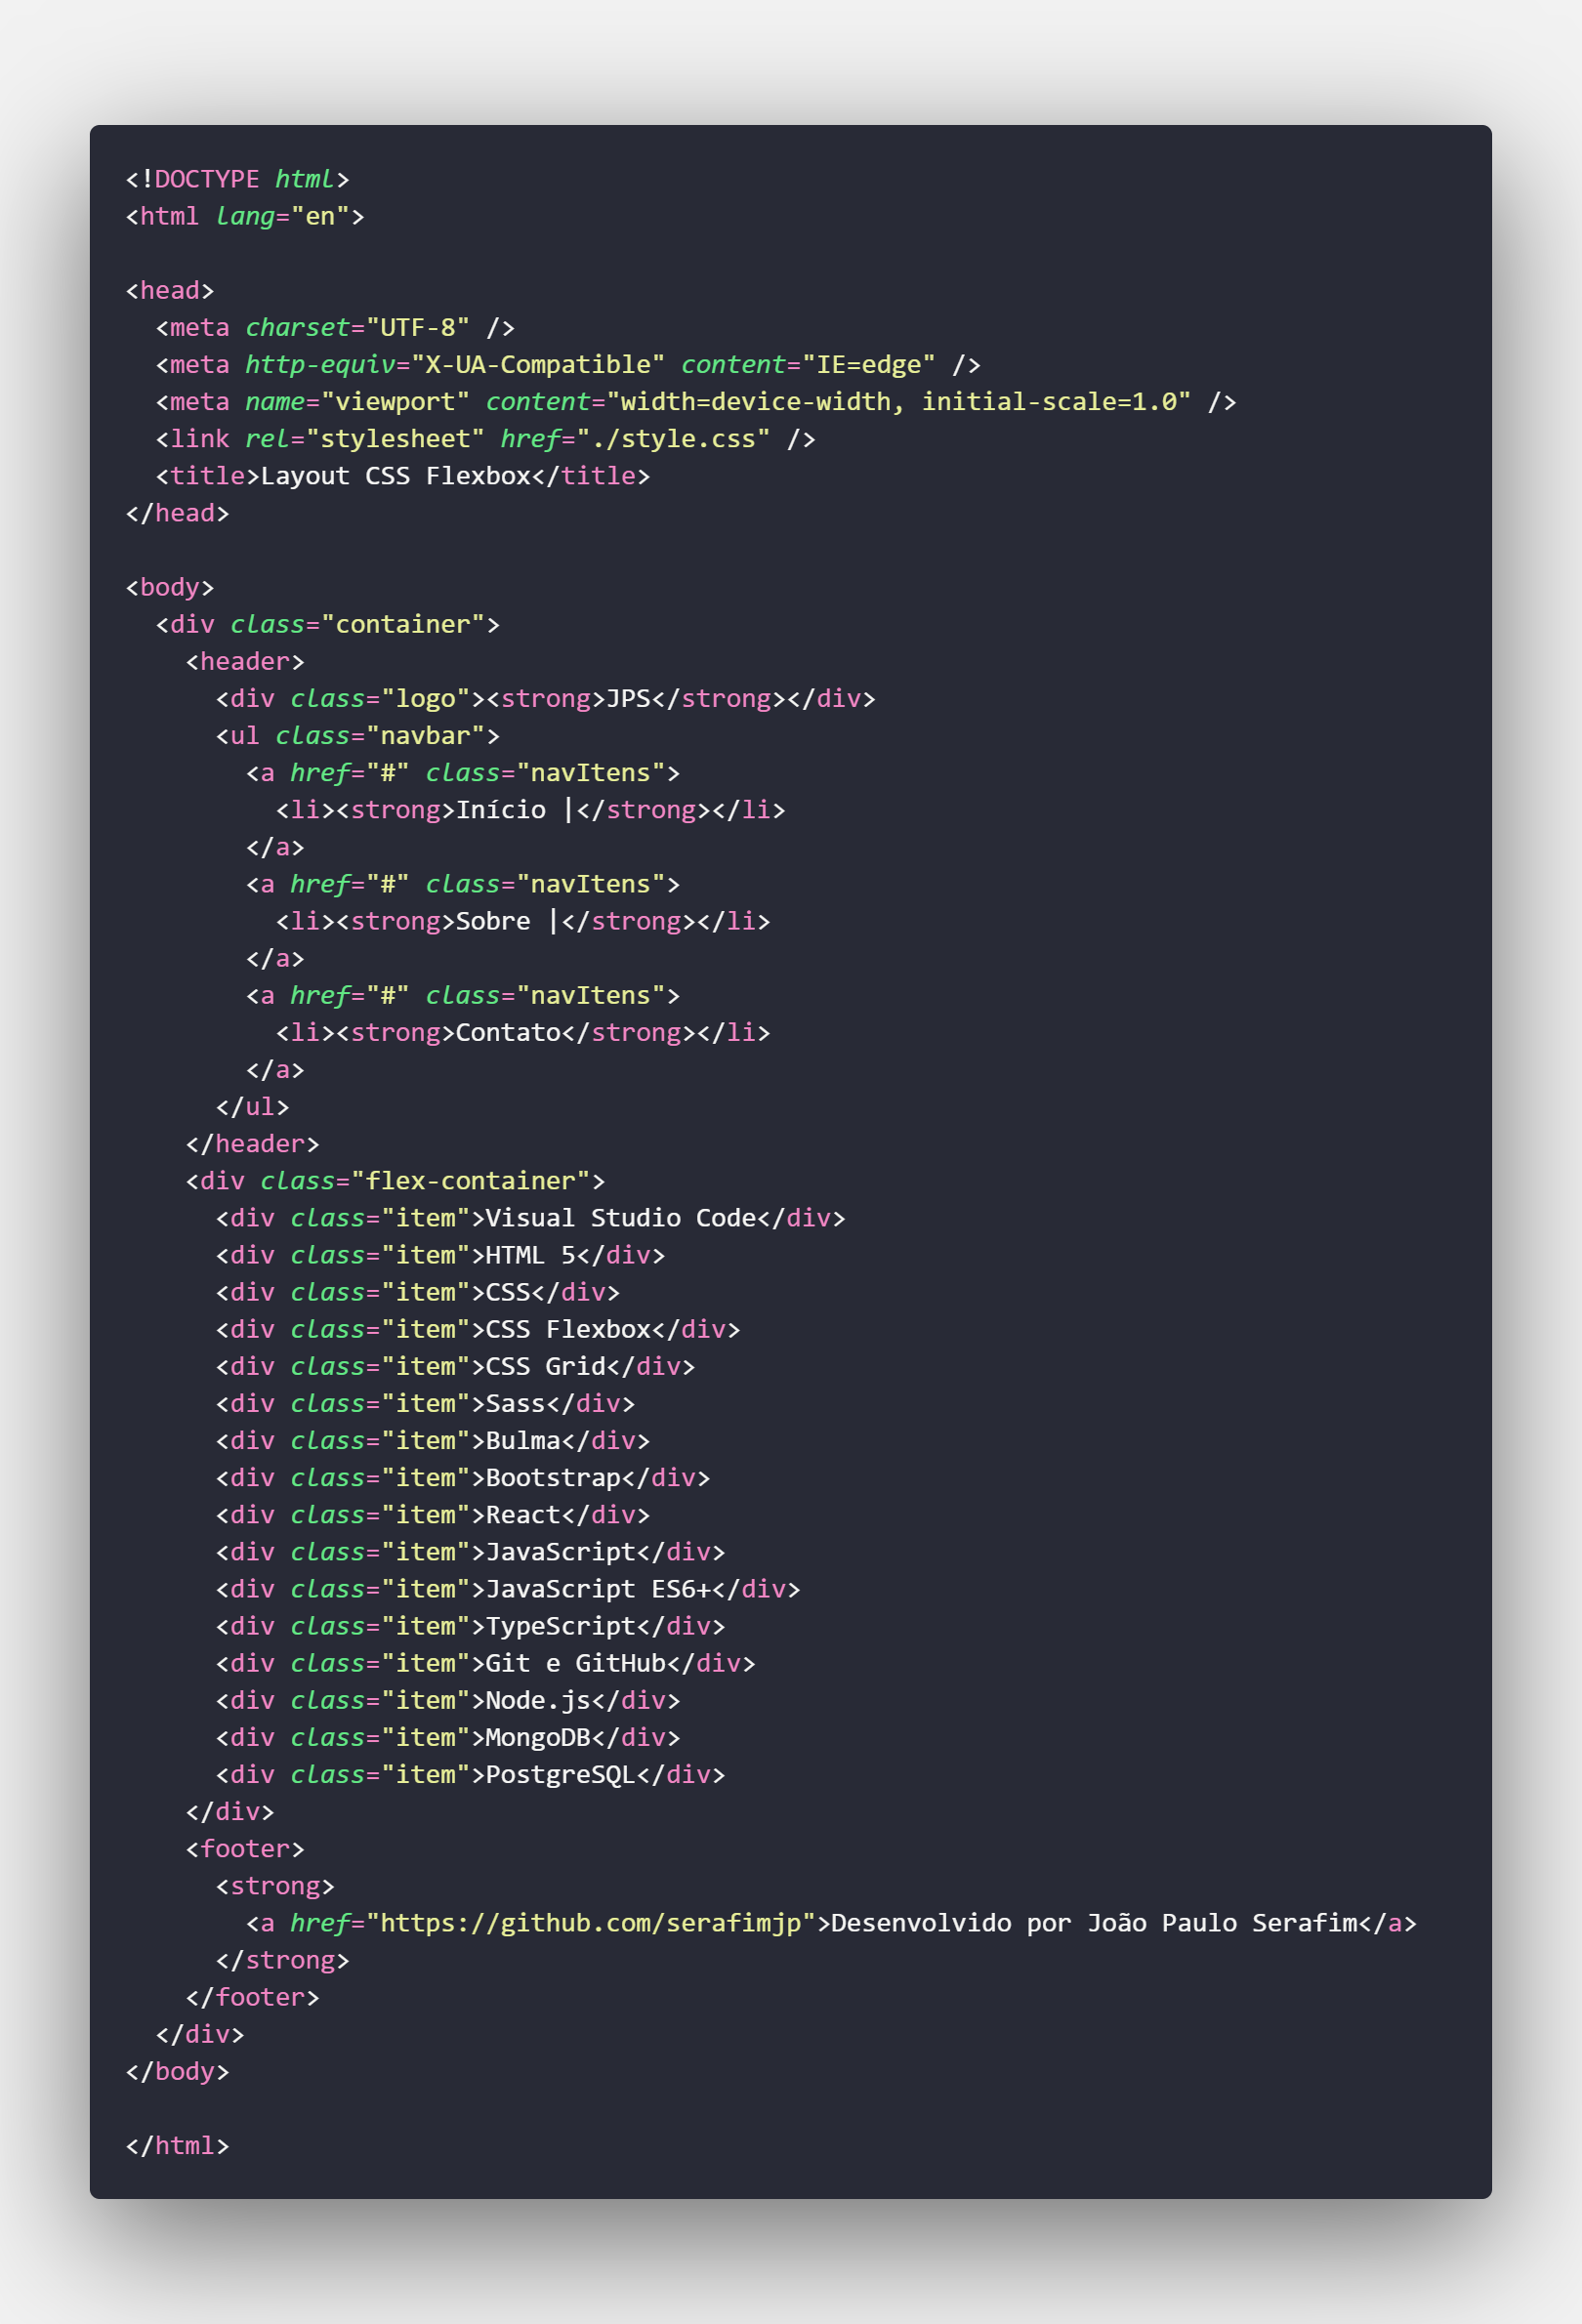 <!DOCTYPE html>
<html lang="en">

<head>
  <meta charset="UTF-8" />
  <meta http-equiv="X-UA-Compatible" content="IE=edge" />
  <meta name="viewport" content="width=device-width, initial-scale=1.0" />
  <link rel="stylesheet" href="./style.css" />
  <title>Layout CSS Flexbox</title>
</head>

<body>
  <div class="container">
    <header>
      <div class="logo"><strong>JPS</strong></div>
      <ul class="navbar">
        <a href="#" class="navItens">
          <li><strong>Início |</strong></li>
        </a>
        <a href="#" class="navItens">
          <li><strong>Sobre |</strong></li>
        </a>
        <a href="#" class="navItens">
          <li><strong>Contato</strong></li>
        </a>
      </ul>
    </header>
    <div class="flex-container">
      <div class="item">Visual Studio Code</div>
      <div class="item">HTML 5</div>
      <div class="item">CSS</div>
      <div class="item">CSS Flexbox</div>
      <div class="item">CSS Grid</div>
      <div class="item">Sass</div>
      <div class="item">Bulma</div>
      <div class="item">Bootstrap</div>
      <div class="item">React</div>
      <div class="item">JavaScript</div>
      <div class="item">JavaScript ES6+</div>
      <div class="item">TypeScript</div>
      <div class="item">Git e GitHub</div>
      <div class="item">Node.js</div>
      <div class="item">MongoDB</div>
      <div class="item">PostgreSQL</div>
    </div>
    <footer>
      <strong>
        <a href="https://github.com/serafimjp">Desenvolvido por João Paulo Serafim</a>
      </strong>
    </footer>
  </div>
</body>

</html>